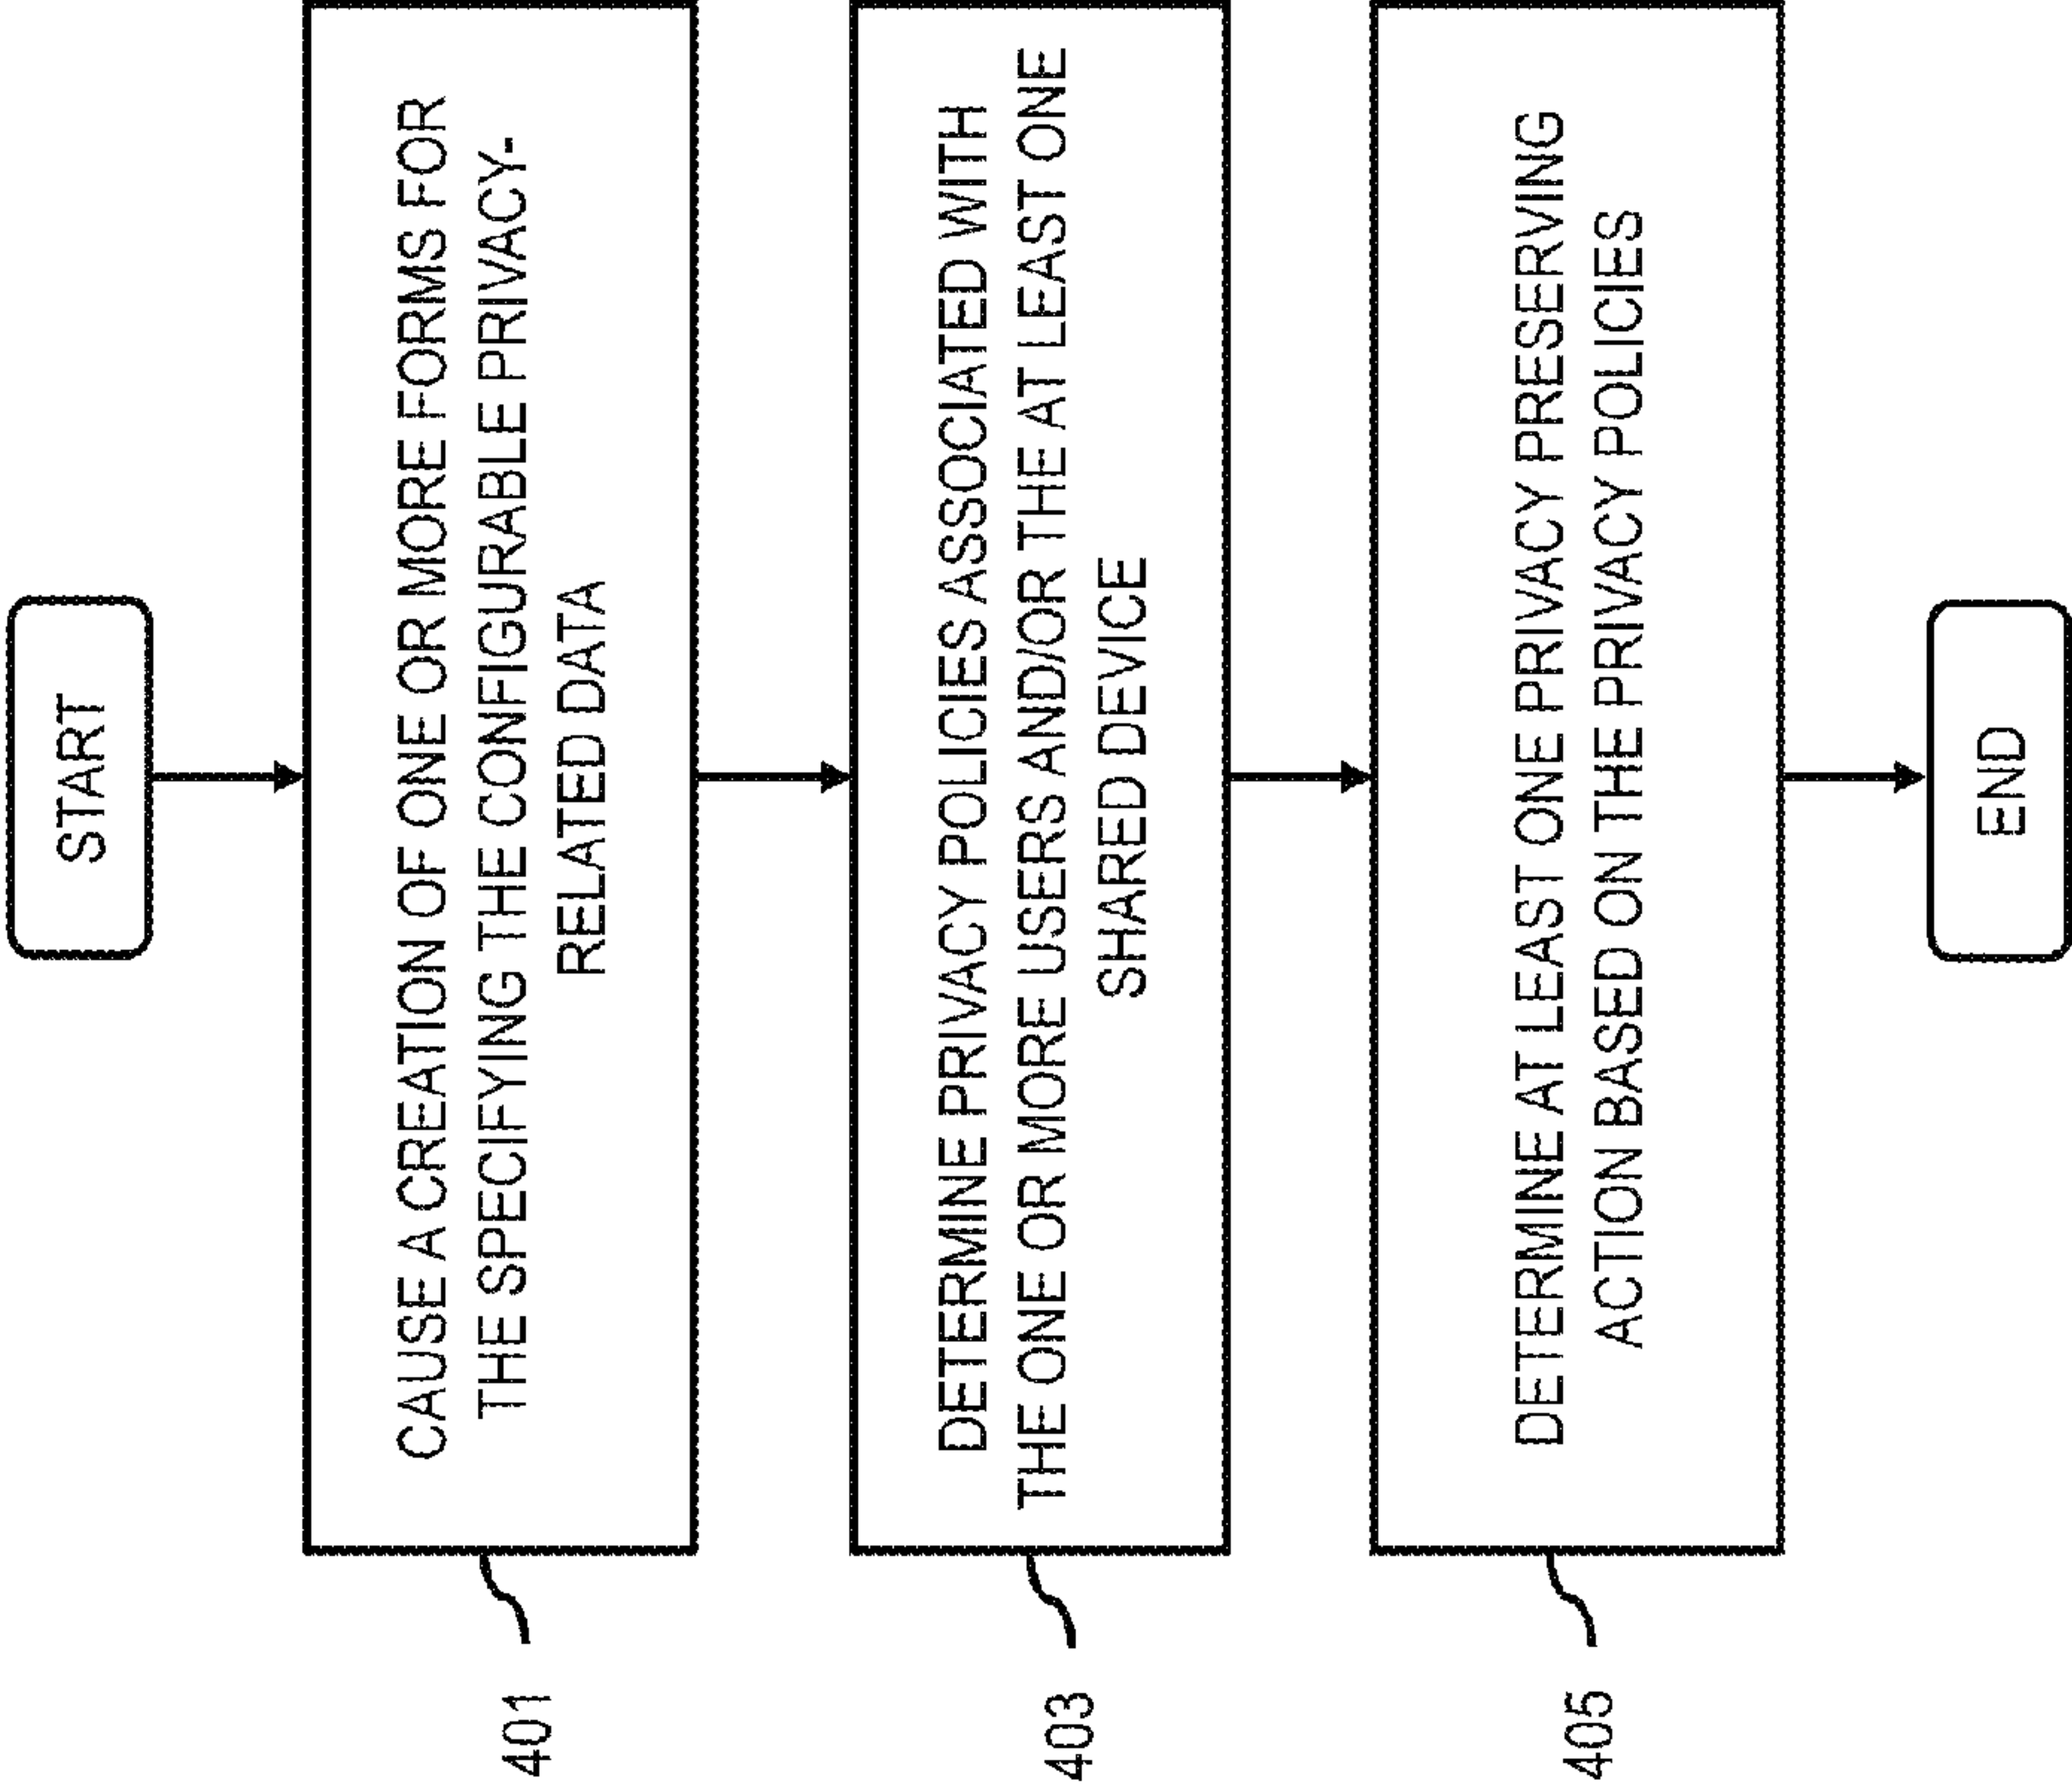 START
401
CAUSE A CREATION OF ONE OR MORE FORMS FOR
THE SPECIFYING THE CONFIGURABLE PRIVACY-
RELATED DATA
403
DETERMINE PRIVACY POLICIES ASSOCIATED WITH
THE ONE OR MORE USERS AND/OR THE AT LEAST ONE
SHARED DEVICE
405
DETERMINE AT LEAST ONE PRIVACY PRESERVING
ACTION BASED ON THE PRIVACY POLICIES
END